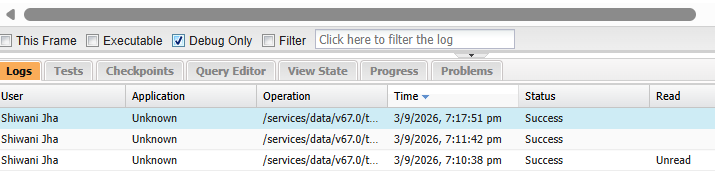 This Frame Executable Debug Only Filter Click here to filter the log
Logs Tests Checkpoints Query Editor View State Progress Problems
User Application Operation Time Status Read
Shiwani Jha Unknown /services/data/v67.0/t... 3/9/2026, 7:17:51 pm Success
Shiwani Jha Unknown /services/data/v67.0/t... 3/9/2026, 7:11:42 pm Success
Shiwani Jha Unknown /services/data/v67.0/t... 3/9/2026, 7:10:38 pm Success Unread